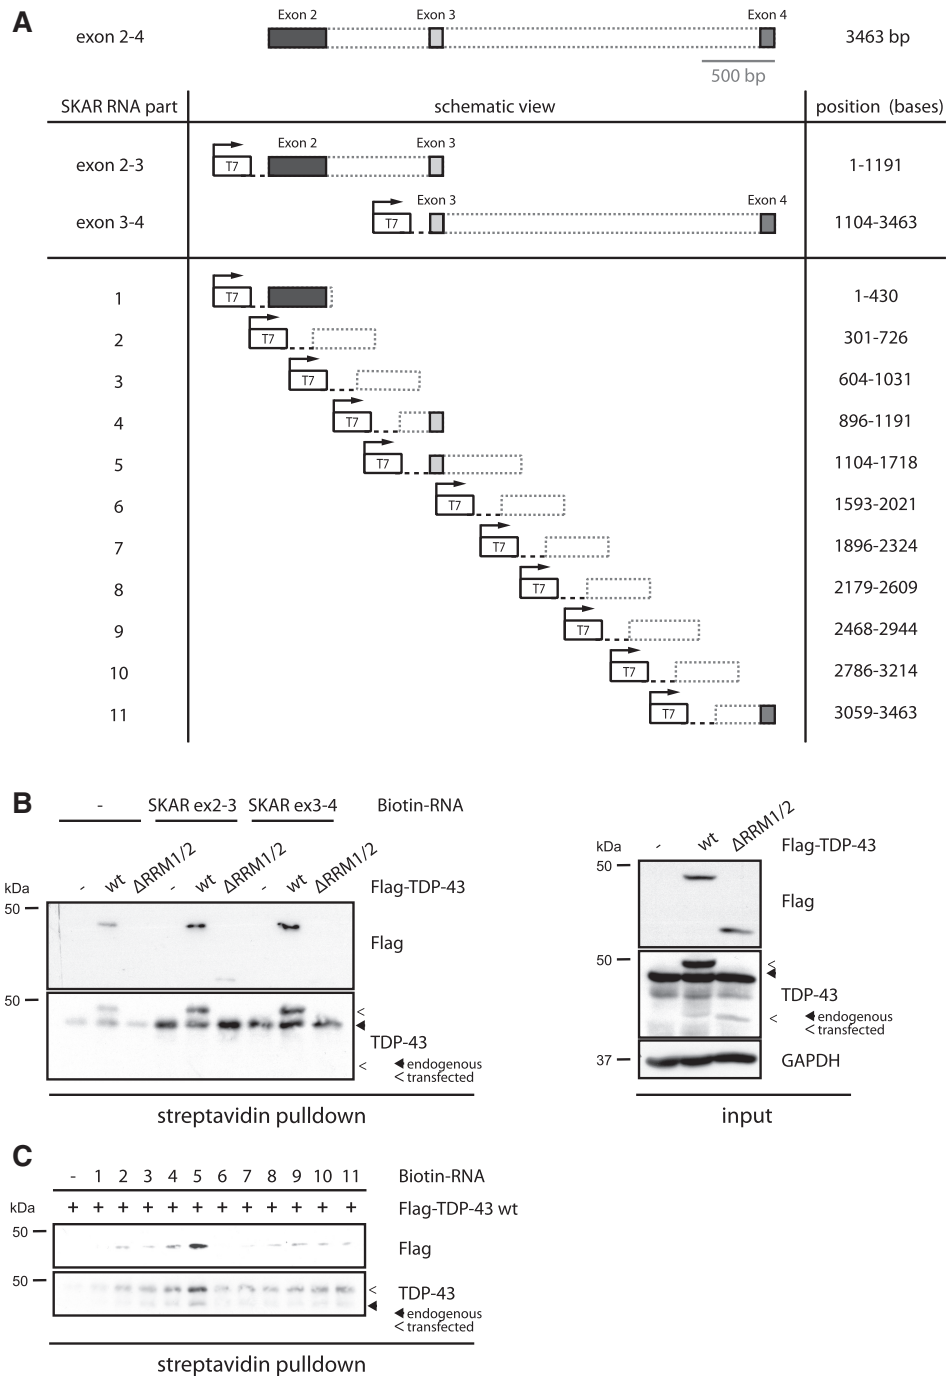 A
Exon 2 Exon 3 Exon 4
exon 2-4 3463 bp
500 bp
SKAR RNA part schematic view position (bases)
Exon 2 Exon 3
exon 2-3 T7 1-1191
Exon 3 Exon 4
exon 3-4 T7 1104-3463
1 T7 1-430
2 T7 301-726
3 T7 604-1031
4 T7 896-1191
5 T7 1104-1718
6 T7 1593-2021
7 T7 1896-2324
8 T7 2179-2609
9 T7 2468-2944
10 T7 2786-3214
11 T7 3059-3463
B
- SKAR ex2-3 SKAR ex3-4 Biotin-RNA
- wt ΔRRM1/2 - wt ΔRRM1/2 - wt ΔRRM1/2 Flag-TDP-43
kDa
50
Flag
50
<
◄
TDP-43
< ◄ endogenous
< transfected
streptavidin pulldown
- wt ΔRRM1/2 Flag-TDP-43
kDa
50
Flag
50
<
◄
TDP-43
< ◄ endogenous
< transfected
37 GAPDH
input
C
- 1 2 3 4 5 6 7 8 9 10 11 Biotin-RNA
kDa + + + + + + + + + + + + Flag-TDP-43 wt
50
Flag
50
< TDP-43
◄
◄ endogenous
< transfected
streptavidin pulldown